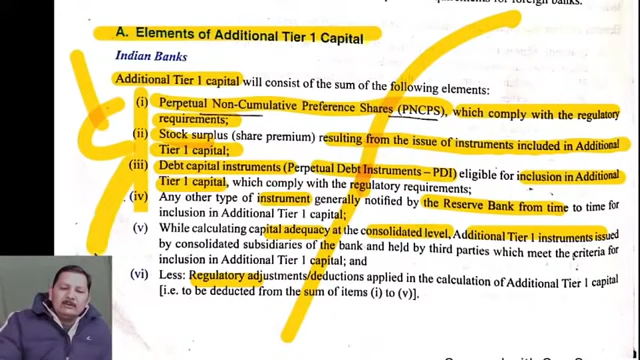 A. Elements of Additional Tier 1 Capital
Indian Banks
Additional Tier 1 capital will consist of the sum of the following elements:
(i) Perpetual Non-Cumulative Preference Shares (PNCPS), which comply with the regulatory
requirements;
(ii) Stock surplus (share premium) resulting from the issue of instruments included in Additional
Tier 1 capital;
(iii) Debt capital instruments (Perpetual Debt Instruments – PDI) eligible for inclusion in Additional
Tier 1 capital, which comply with the regulatory requirements;
(iv) Any other type of instrument generally notified by the Reserve Bank from time to time for
inclusion in Additional Tier 1 capital;
(v) While calculating capital adequacy at the consolidated level, Additional Tier 1 instruments issued
by consolidated subsidiaries of the bank and held by third parties which meet the criteria for
inclusion in Additional Tier 1 capital; and
(vi) Less: Regulatory adjustments/deductions applied in the calculation of Additional Tier 1 capital
[i.e. to be deducted from the sum of items (i) to (v)].